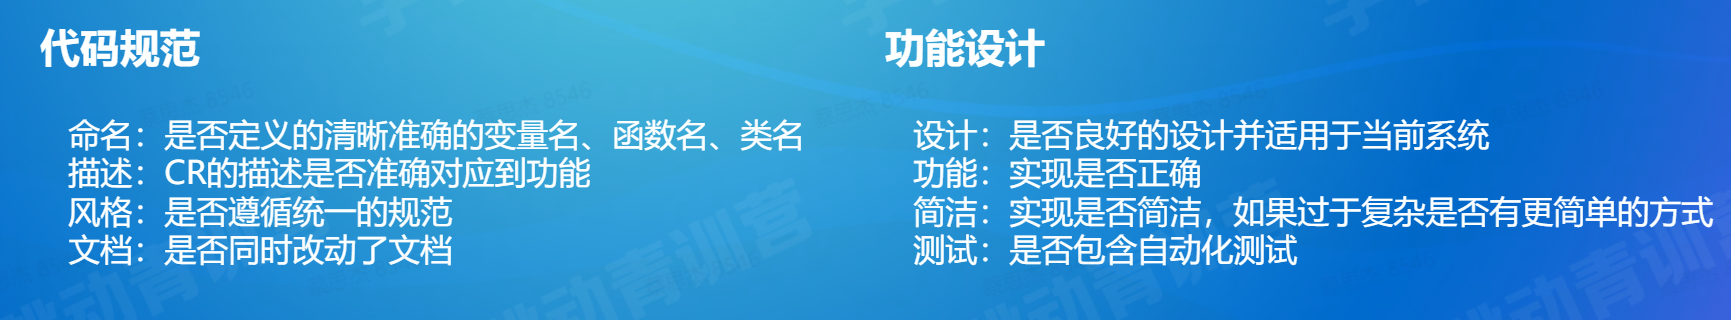 代码规范
命名：是否定义的清晰准确的变量名、函数名、类名
描述：CR的描述是否准确对应到功能
风格：是否遵循统一的规范
文档：是否同时改动了文档
功能设计
设计：是否良好的设计并适用于当前系统
功能：实现是否正确
简洁：实现是否简洁，如果过于复杂是否有更简单的方式
测试：是否包含自动化测试